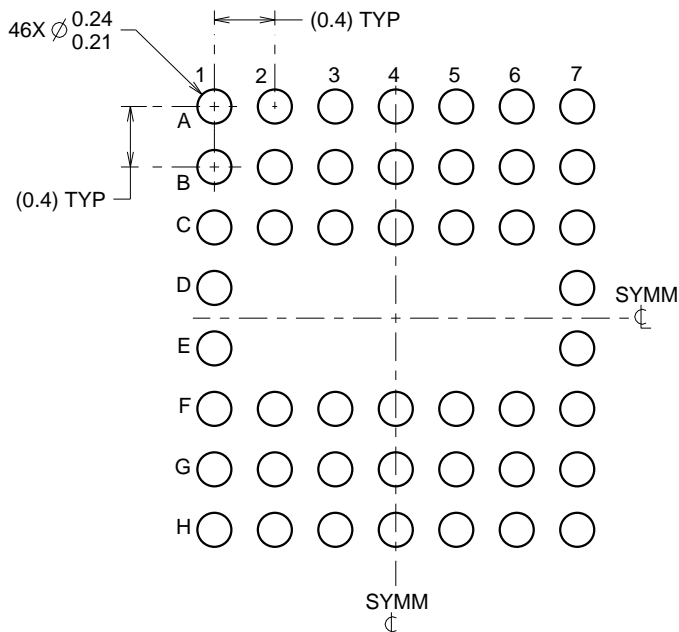 46X ∅ 0.24
0.21
(0.4) TYP
1 2 3 4 5 6 7
A
B
(0.4) TYP
C
D
SYMM
℄
E
F
G
H
SYMM
℄